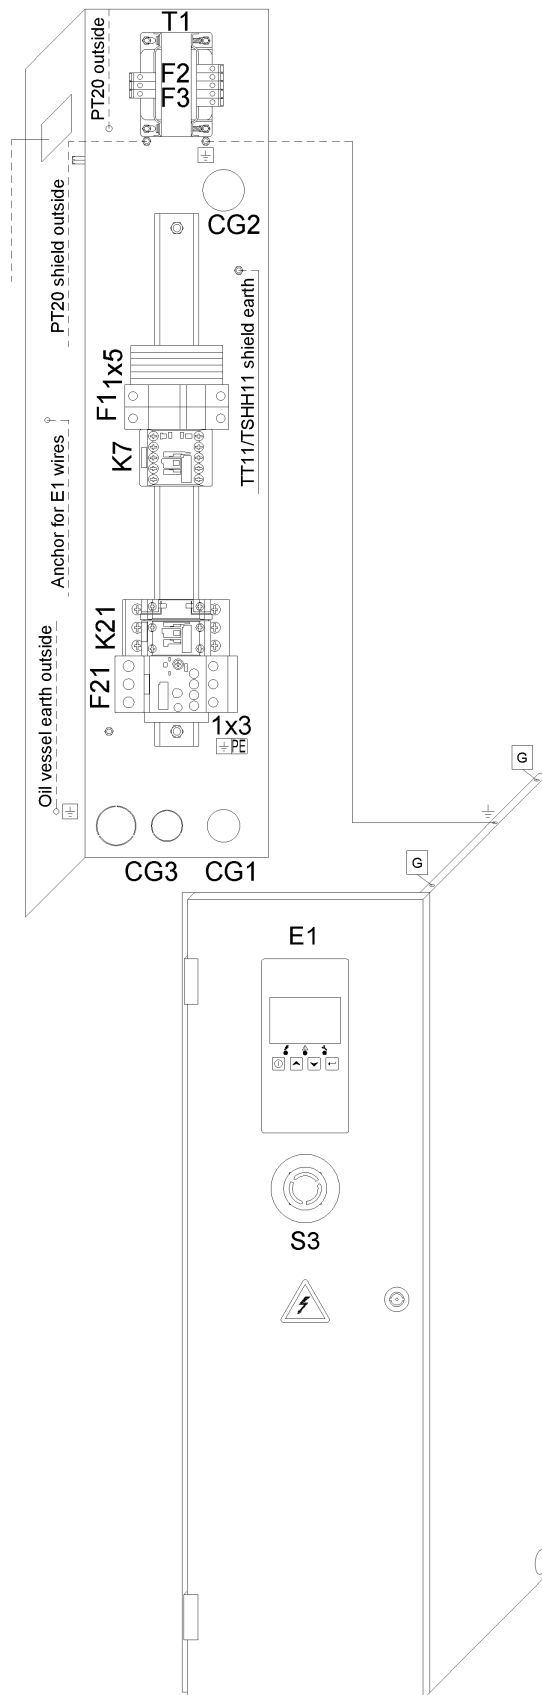 T1
PT20 outside
F2
F3
CG2
PT20 shield outside
TT11/TSHH11 shield earth
1x5
F1
K7
Anchor for E1 wires
K21
F21
Oil vessel earth outside
1x3
PE
CG3
CG1
G
G
E1
S3